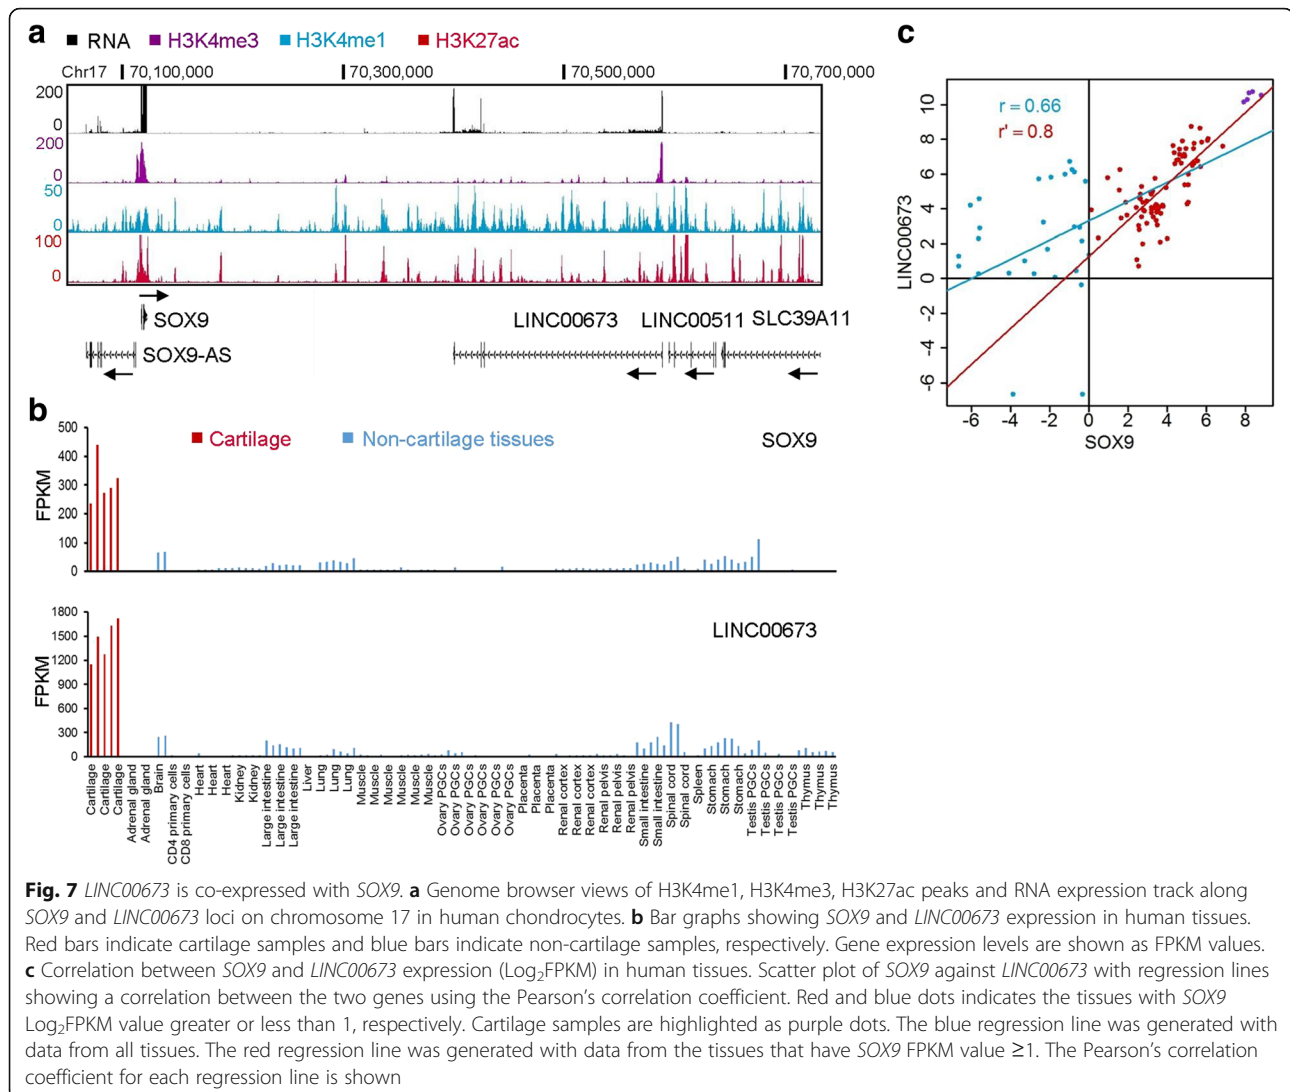 a
RNA H3K4me3 H3K4me1 H3K27ac
Chr17 70,100,000 70,300,000 70,500,000 70,700,000
200
0
200
0
50
0
100
0
SOX9 LINC00673 LINC00511 SLC39A11
SOX9-AS
b
500
400
300
200
100
0
FPKM
Cartilage Non-cartilage tissues SOX9
1800
1500
1200
900
600
300
0
FPKM
LINC00673
Cartilage
Cartilage
Cartilage
Adrenal gland
Adrenal gland
Brain
CD4 primary cells
CD8 primary cells
Heart
Heart
Heart
Kidney
Kidney
Large intestine
Large intestine
Large intestine
Liver
Lung
Lung
Lung
Muscle
Muscle
Muscle
Muscle
Muscle
Muscle
Ovary PGCs
Ovary PGCs
Ovary PGCs
Ovary PGCs
Ovary PGCs
Ovary PGCs
Placenta
Placenta
Placenta
Renal cortex
Renal cortex
Renal cortex
Renal pelvis
Renal pelvis
Renal pelvis
Small intestine
Small intestine
Spinal cord
Spinal cord
Spleen
Stomach
Stomach
Stomach
Testis PGCs
Testis PGCs
Testis PGCs
Testis PGCs
Thymus
Thymus
Thymus
c
r = 0.66
r' = 0.8
10
8
6
4
2
0
-2
-4
-6
LINC00673
-6 -4 -2 0 2 4 6 8
SOX9
Fig. 7 LINC00673 is co-expressed with SOX9. a Genome browser views of H3K4me1, H3K4me3, H3K27ac peaks and RNA expression track along
SOX9 and LINC00673 loci on chromosome 17 in human chondrocytes. b Bar graphs showing SOX9 and LINC00673 expression in human tissues.
Red bars indicate cartilage samples and blue bars indicate non-cartilage samples, respectively. Gene expression levels are shown as FPKM values.
c Correlation between SOX9 and LINC00673 expression (Log₂FPKM) in human tissues. Scatter plot of SOX9 against LINC00673 with regression lines
showing a correlation between the two genes using the Pearson's correlation coefficient. Red and blue dots indicates the tissues with SOX9
Log₂FPKM value greater or less than 1, respectively. Cartilage samples are highlighted as purple dots. The blue regression line was generated with
data from all tissues. The red regression line was generated with data from the tissues that have SOX9 FPKM value ≥1. The Pearson's correlation
coefficient for each regression line is shown